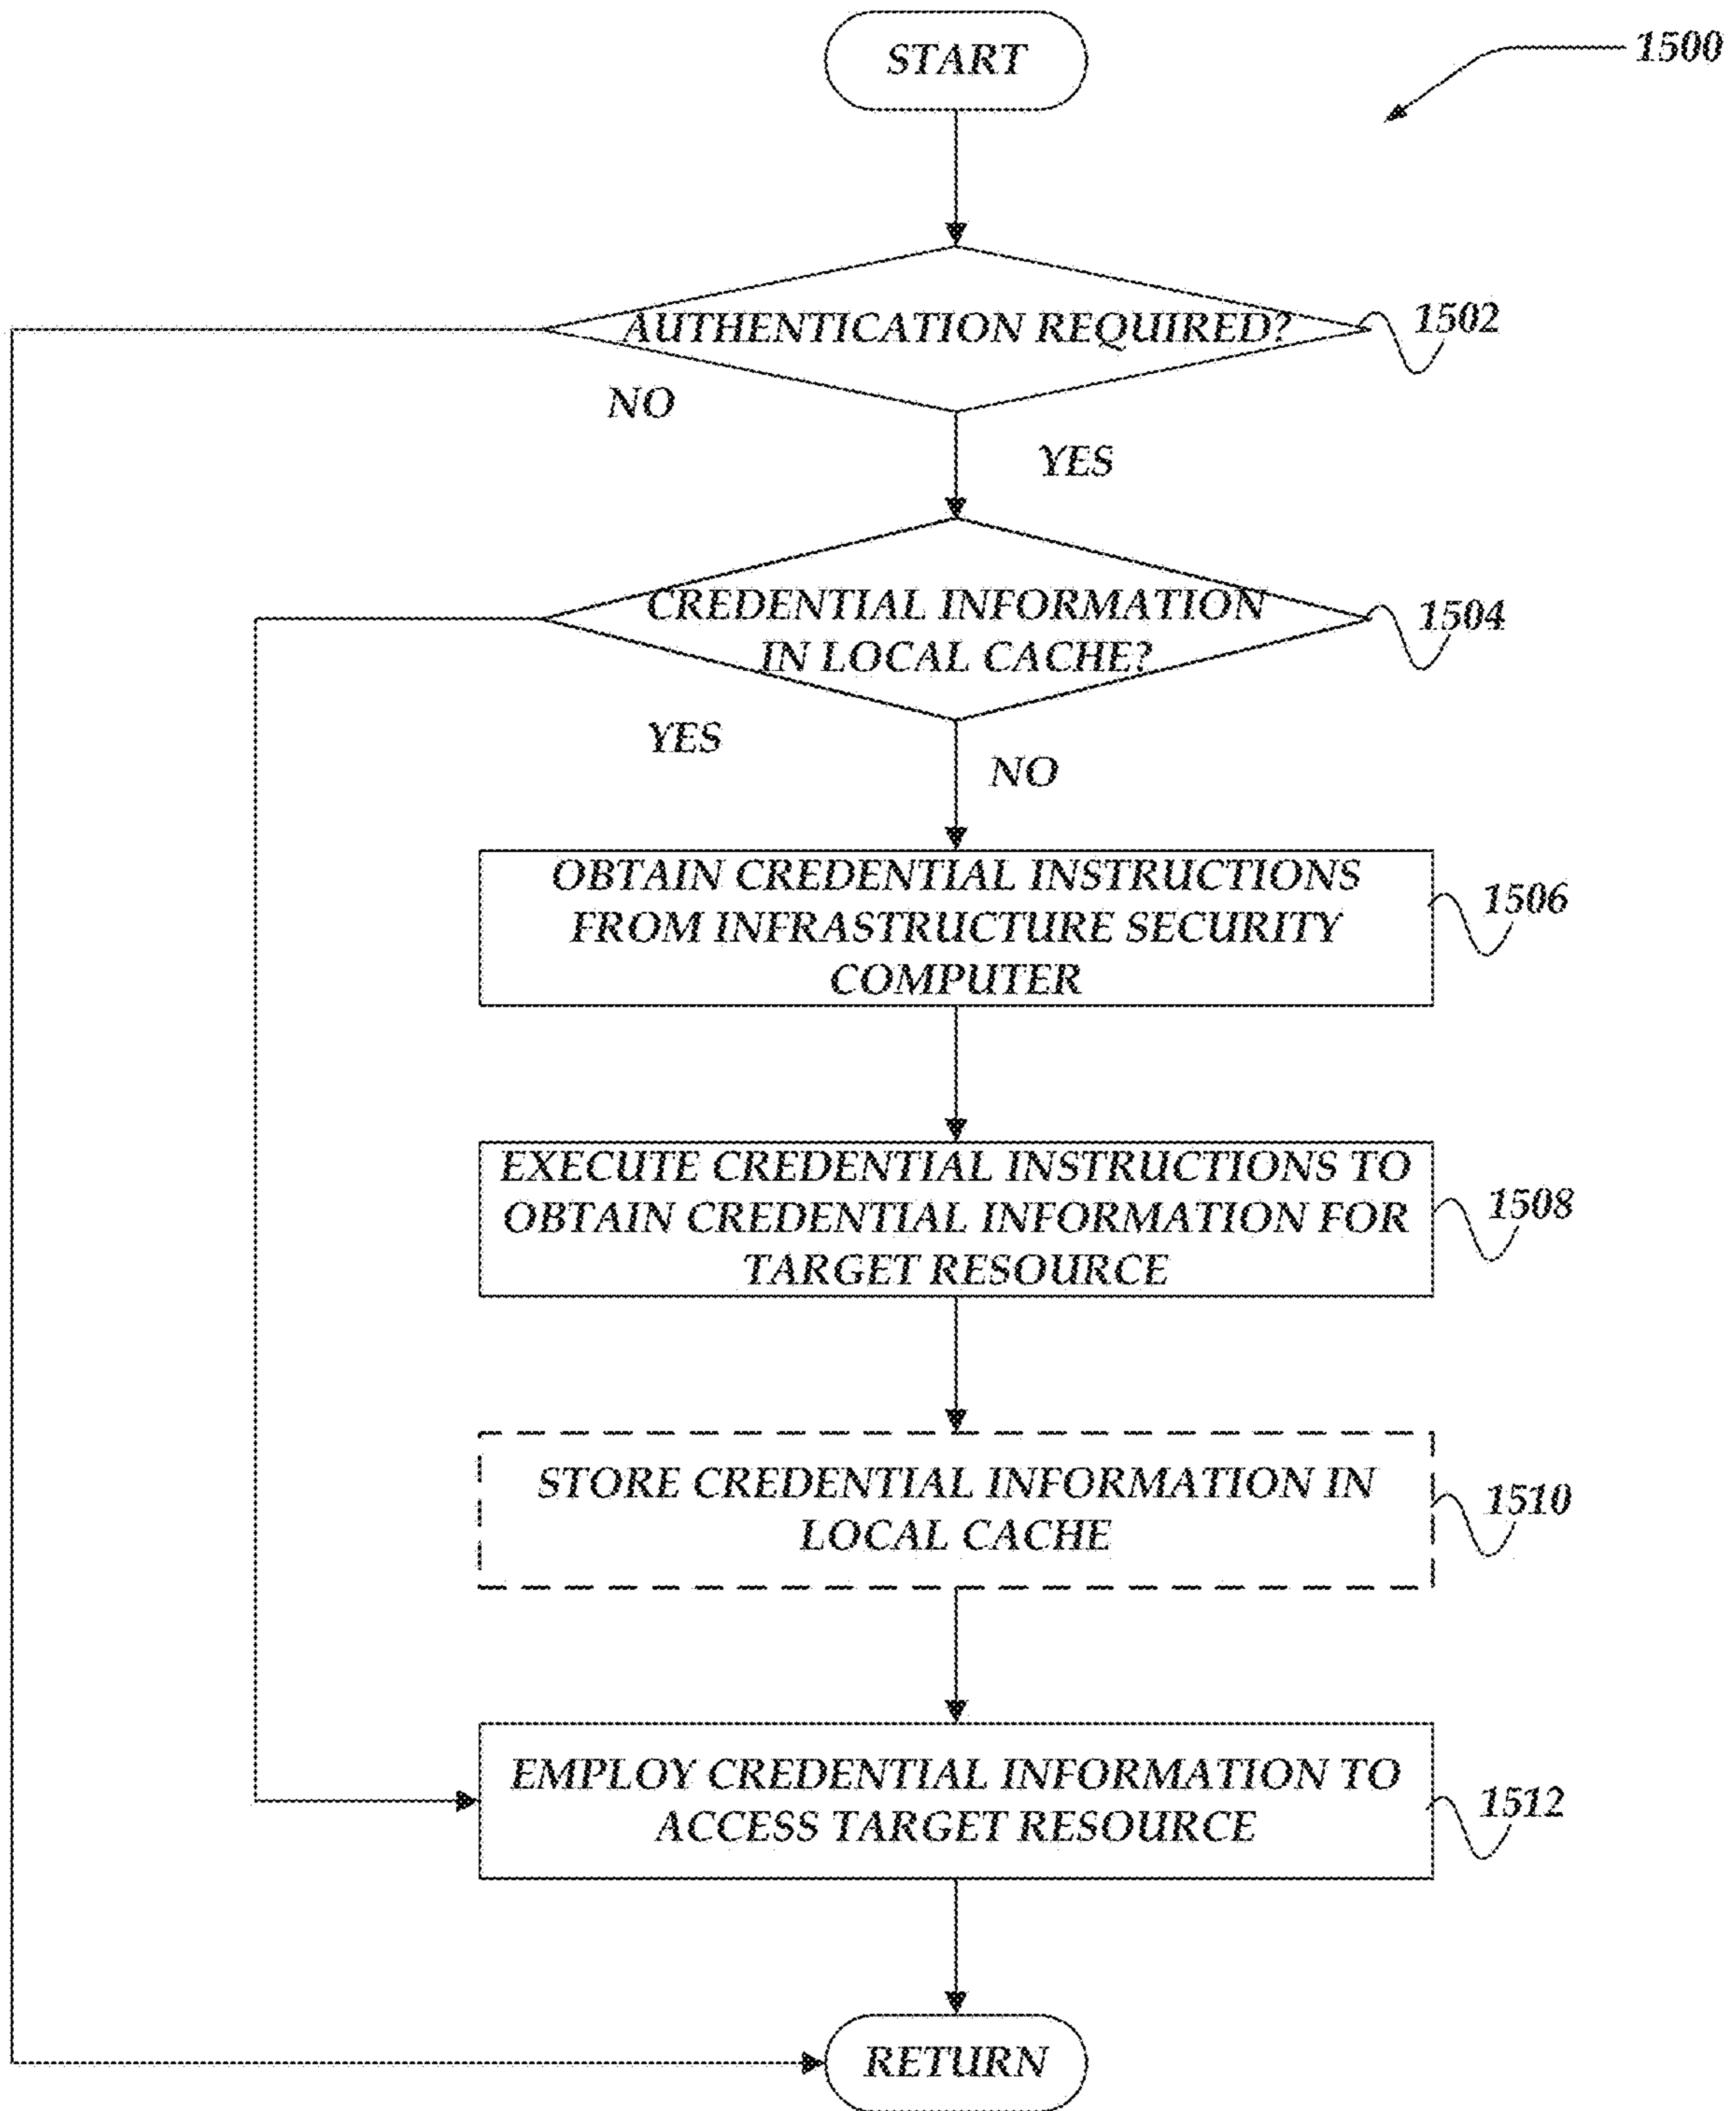 START
1500
AUTHENTICATION REQUIRED?
1502
NO
YES
CREDENTIAL INFORMATION
IN LOCAL CACHE?
1504
YES
NO
OBTAIN CREDENTIAL INSTRUCTIONS
FROM INFRASTRUCTURE SECURITY
COMPUTER
1506
EXECUTE CREDENTIAL INSTRUCTIONS TO
OBTAIN CREDENTIAL INFORMATION FOR
TARGET RESOURCE
1508
STORE CREDENTIAL INFORMATION IN
LOCAL CACHE
1510
EMPLOY CREDENTIAL INFORMATION TO
ACCESS TARGET RESOURCE
1512
RETURN